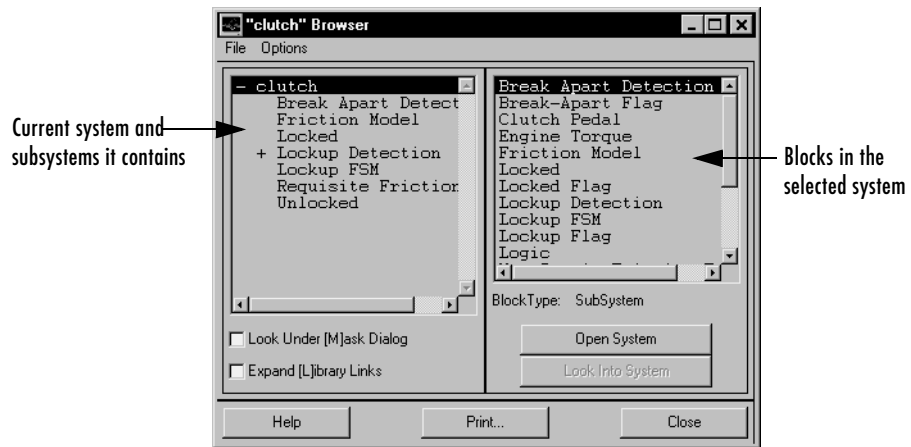 "clutch" Browser
File Options
- clutch
Break Apart Detect
Friction Model
Locked
+ Lockup Detection
Lockup FSM
Requisite Friction
Unlocked
Break Apart Detection
Break-Apart Flag
Clutch Pedal
Engine Torque
Friction Model
Locked
Locked Flag
Lockup Detection
Lockup FSM
Lockup Flag
Logic
BlockType: SubSystem
Look Under [M]ask Dialog
Expand [L]ibrary Links
Open System
Look Into System
Help
Print...
Close
Current system and
subsystems it contains
Blocks in the
selected system